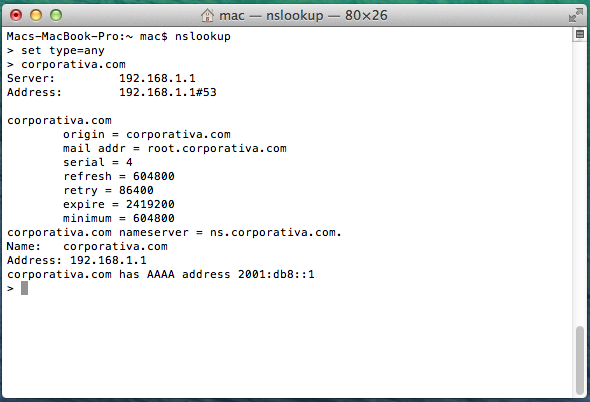 mac — nslookup — 80×26
Macs-MacBook-Pro:~ mac$ nslookup
> set type=any
> corporativa.com
Server:         192.168.1.1
Address:        192.168.1.1#53
corporativa.com
        origin = corporativa.com
        mail addr = root.corporativa.com
        serial = 4
        refresh = 604800
        retry = 86400
        expire = 2419200
        minimum = 604800
corporativa.com nameserver = ns.corporativa.com.
Name:   corporativa.com
Address: 192.168.1.1
corporativa.com has AAAA address 2001:db8::1
>